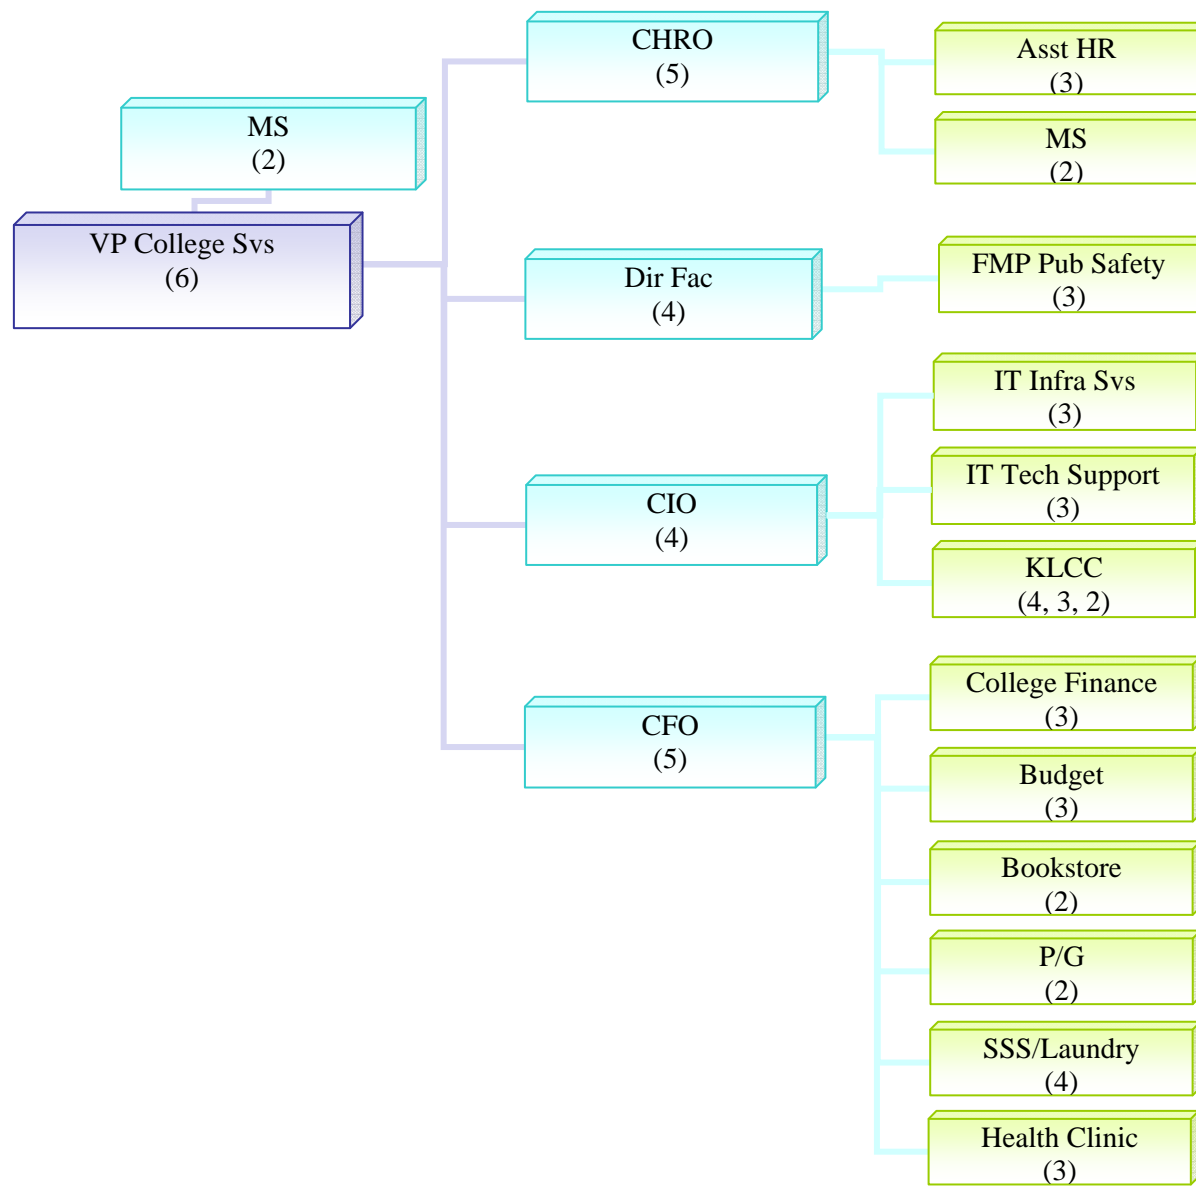 MS
(2)
VP College Svs
(6)
CHRO
(5)
Asst HR
(3)
MS
(2)
Dir Fac
(4)
FMP Pub Safety
(3)
CIO
(4)
IT Infra Svs
(3)
IT Tech Support
(3)
KLCC
(4, 3, 2)
CFO
(5)
College Finance
(3)
Budget
(3)
Bookstore
(2)
P/G
(2)
SSS/Laundry
(4)
Health Clinic
(3)